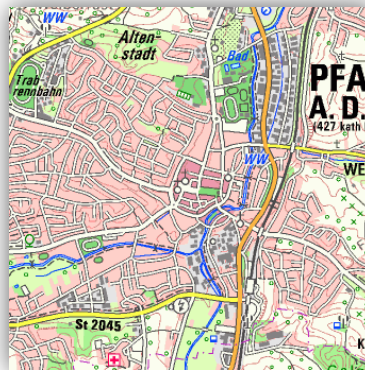 WW
Alten-
stadt
Bad
Trab
rennbahn
PFA
A. D.
(427 kath
WW
WE
St 2045
K